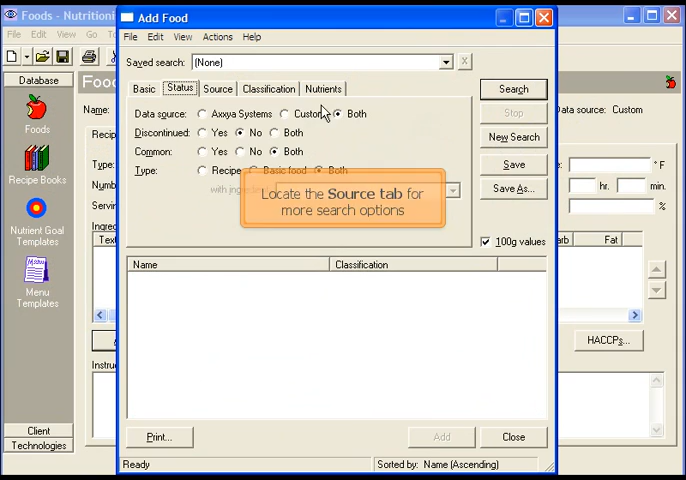 Foods - Nutrition
Add Food
File Edit View Go
File Edit View Actions Help
Saved search: (None) X
Database
Foods
Recipe Books
Nutrient Goal
Templates
Menu
Templates
Client
Technologies
Name:
Data source: Custom
Basic Status Source Classification Nutrients
Data source: Axxya Systems Custom Both
Discontinued: Yes No Both
Common: Yes No Both
Type: Recipe Basic food Both
with ingredient
Locate the Source tab for
more search options
Search
Stop
New Search
Save
Save As...
100g values
Name Classification
Print... Add Close
Ready Sorted by: Name (Ascending)
Type:
° F
hr. min.
%
Fat
HACCPs...